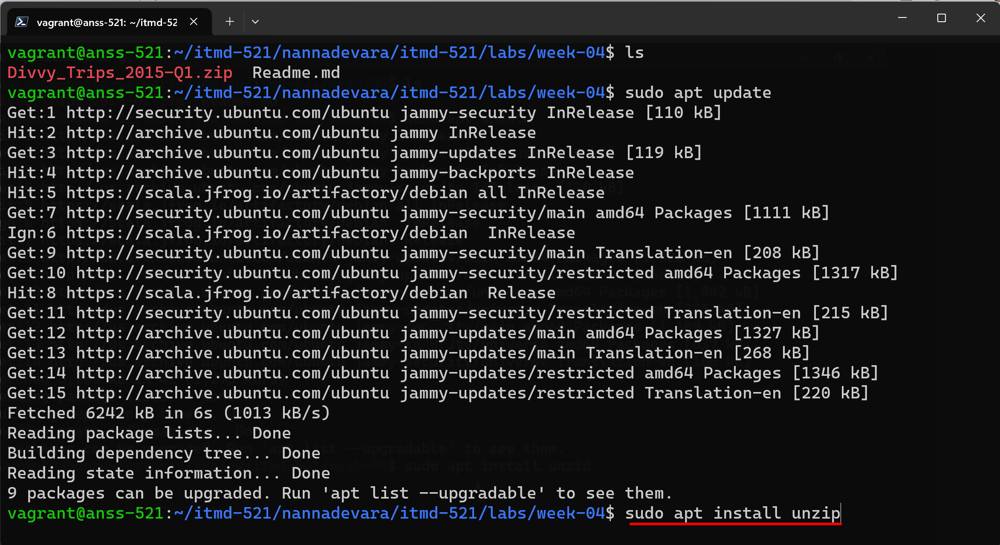 vagrant@anss-521: ~/itmd-52
vagrant@anss-521:~/itmd-521/nannadevara/itmd-521/labs/week-04$ ls
Divvy_Trips_2015-Q1.zip  Readme.md
vagrant@anss-521:~/itmd-521/nannadevara/itmd-521/labs/week-04$ sudo apt update
Get:1 http://security.ubuntu.com/ubuntu jammy-security InRelease [110 kB]
Hit:2 http://archive.ubuntu.com/ubuntu jammy InRelease
Get:3 http://archive.ubuntu.com/ubuntu jammy-updates InRelease [119 kB]
Hit:4 http://archive.ubuntu.com/ubuntu jammy-backports InRelease
Hit:5 https://scala.jfrog.io/artifactory/debian all InRelease
Get:7 http://security.ubuntu.com/ubuntu jammy-security/main amd64 Packages [1111 kB]
Ign:6 https://scala.jfrog.io/artifactory/debian  InRelease
Get:9 http://security.ubuntu.com/ubuntu jammy-security/main Translation-en [208 kB]
Get:10 http://security.ubuntu.com/ubuntu jammy-security/restricted amd64 Packages [1317 kB]
Hit:8 https://scala.jfrog.io/artifactory/debian  Release
Get:11 http://security.ubuntu.com/ubuntu jammy-security/restricted Translation-en [215 kB]
Get:12 http://archive.ubuntu.com/ubuntu jammy-updates/main amd64 Packages [1327 kB]
Get:13 http://archive.ubuntu.com/ubuntu jammy-updates/main Translation-en [268 kB]
Get:14 http://archive.ubuntu.com/ubuntu jammy-updates/restricted amd64 Packages [1346 kB]
Get:15 http://archive.ubuntu.com/ubuntu jammy-updates/restricted Translation-en [220 kB]
Fetched 6242 kB in 6s (1013 kB/s)
Reading package lists... Done
Building dependency tree... Done
Reading state information... Done
9 packages can be upgraded. Run 'apt list --upgradable' to see them.
vagrant@anss-521:~/itmd-521/nannadevara/itmd-521/labs/week-04$ sudo apt install unzip